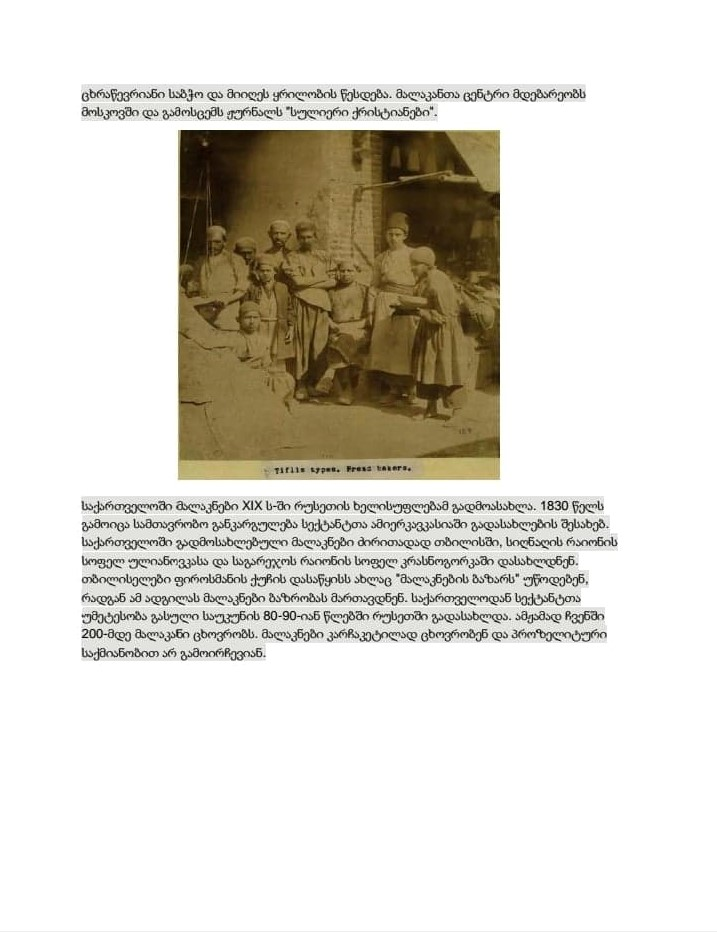 ცხრაწევრიანი საბჭო და მიიღეს ყრილობის წესდება. მალაკანთა ცენტრი მდებარეობს
მოსკოვში და გამოსცემს ჟურნალს "სულიერი ქრისტიანები".
Tiflis types. Bread bakers.
საქართველოში მალაკნები XIX ს-ში რუსეთის ხელისუფლებამ გადმოასახლა. 1830 წელს
გამოიცა სამთავრობო განკარგულება სექტანტთა ამიერკავკასიაში გადასახლების შესახებ.
საქართველოში გადმოსახლებული მალაკნები ძირითადად თბილისში, სიღნაღის რაიონის
სოფელ ულიანოვკასა და საგარეჯოს რაიონის სოფელ კრასნოგორკაში დასახლდნენ.
თბილისელები ფიროსმანის ქუჩის დასაწყისს ახლაც "მალაკნების ბაზარს" უწოდებენ,
რადგან ამ ადგილას მალაკნები ბაზრობას მართავდნენ. საქართველოდან სექტანტთა
უმეტესობა გასული საუკუნის 80-90-იან წლებში რუსეთში გადასახლდა. ამჟამად ჩვენში
200-მდე მალაკანი ცხოვრობს. მალაკნები კარჩაკეტილად ცხოვრობენ და პროზელიტური
საქმიანობით არ გამოირჩევიან.